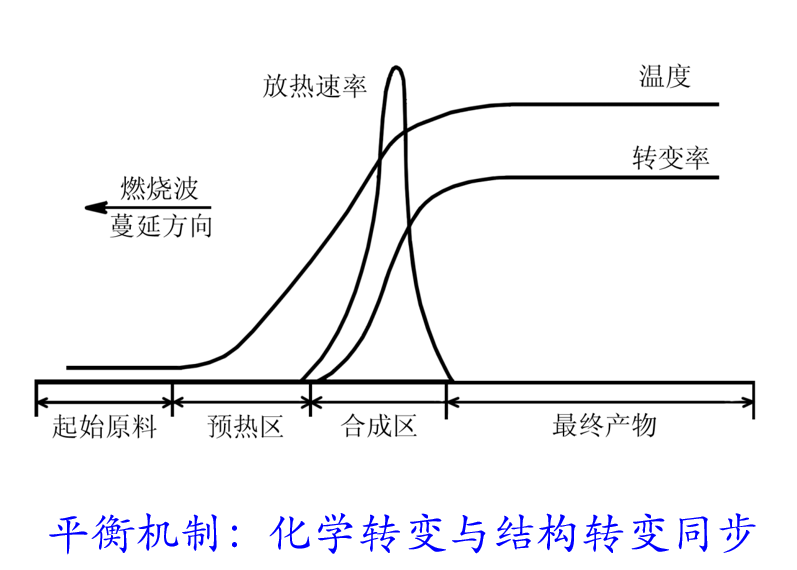 放热速率
温度
转变率
燃烧波
蔓延方向
起始原料
预热区
合成区
最终产物
平衡机制：化学转变与结构转变同步